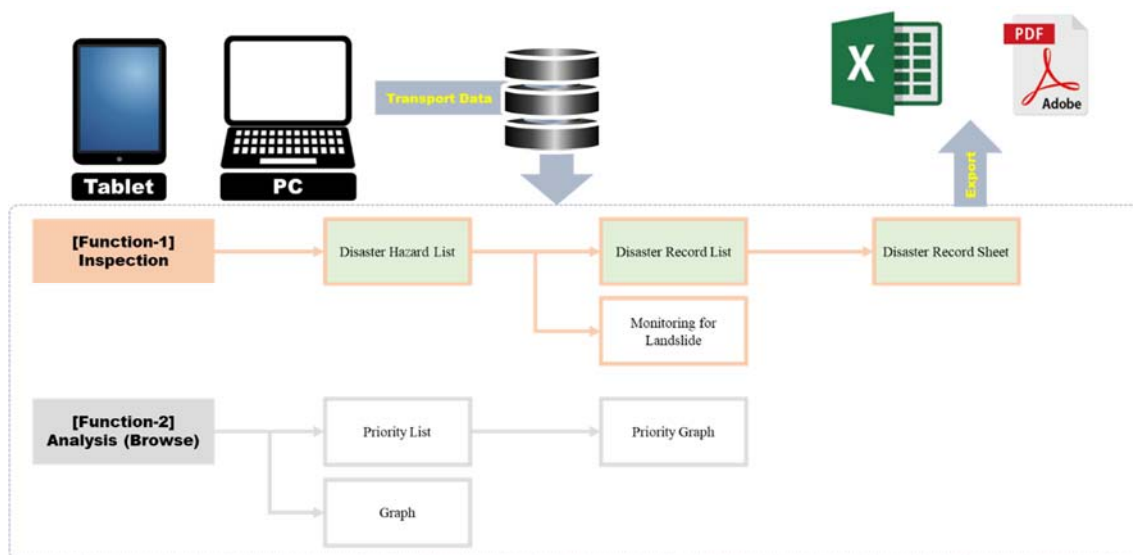 PDF
X
Adobe
Transport Data
Tablet
PC
Export
[Function-1]
Inspection
Disaster Hazard List
Disaster Record List
Disaster Record Sheet
Monitoring for
Landslide
[Function-2]
Analysis (Browse)
Priority List
Priority Graph
Graph